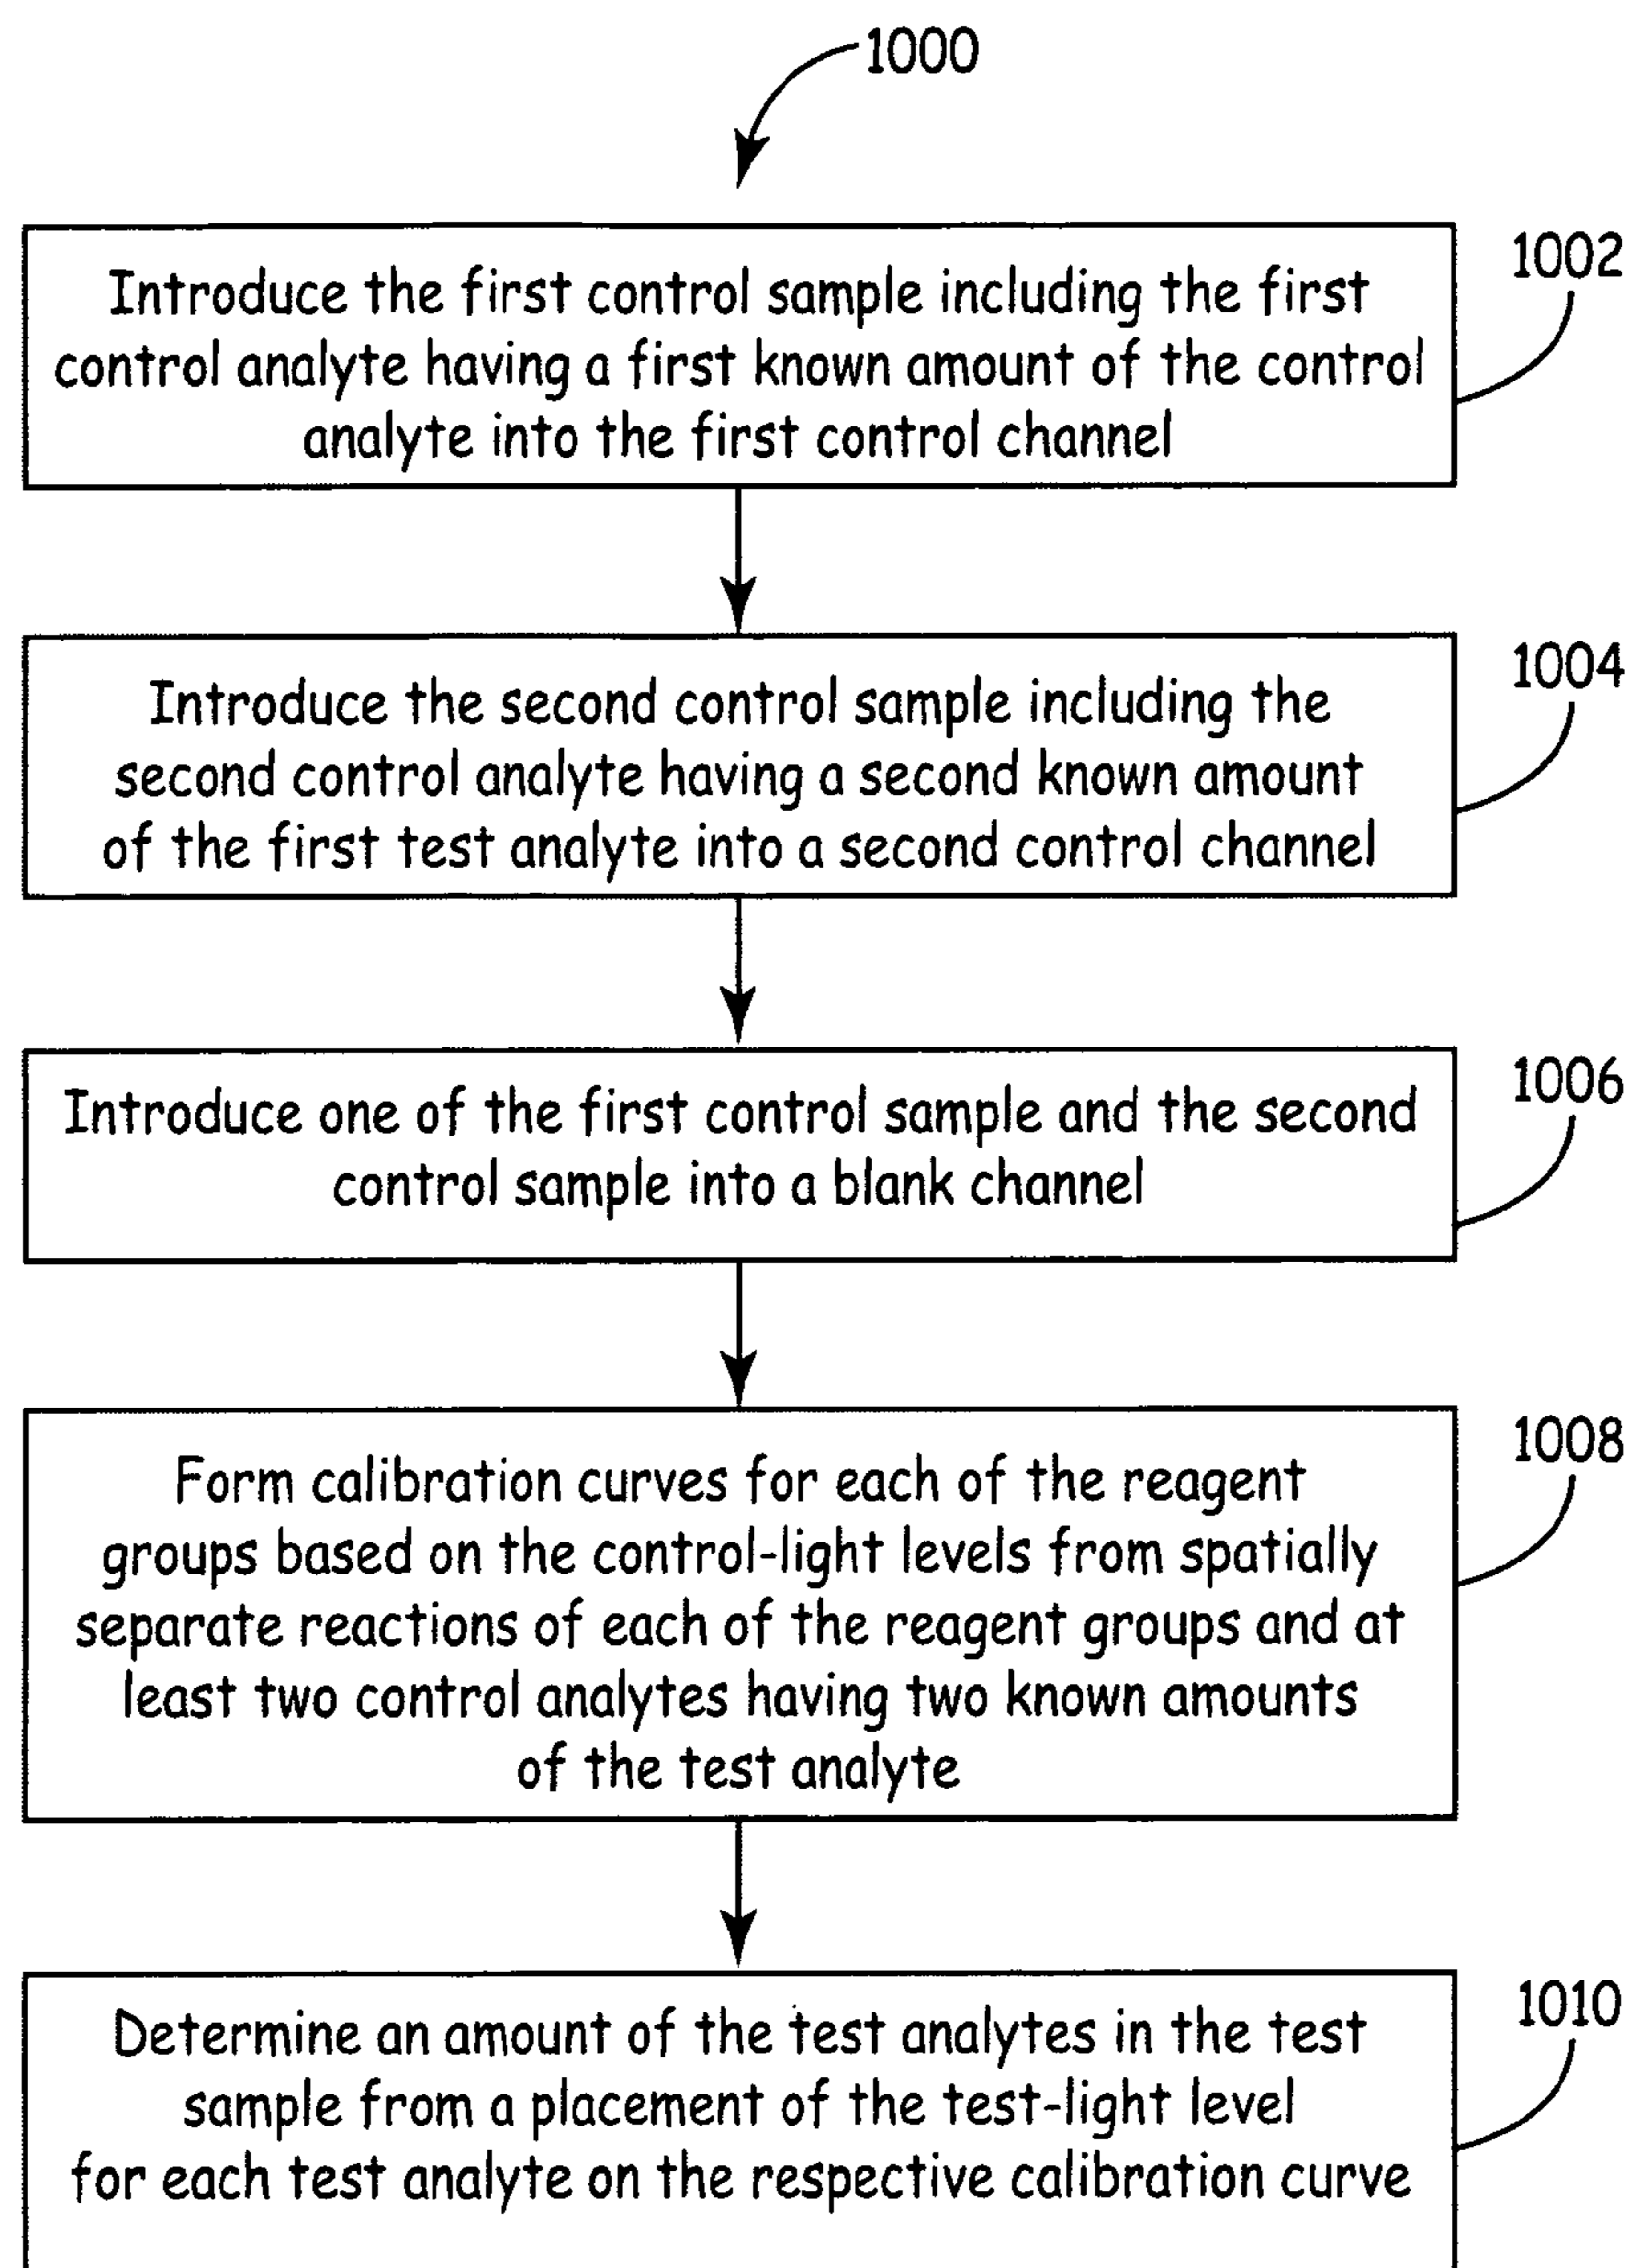 1000
1002
Introduce the first control sample including the first
control analyte having a first known amount of the control
analyte into the first control channel
1004
Introduce the second control sample including the
second control analyte having a second known amount
of the first test analyte into a second control channel
1006
Introduce one of the first control sample and the second
control sample into a blank channel
1008
Form calibration curves for each of the reagent
groups based on the control-light levels from spatially
separate reactions of each of the reagent groups and at
least two control analytes having two known amounts
of the test analyte
1010
Determine an amount of the test analytes in the test
sample from a placement of the test-light level
for each test analyte on the respective calibration curve